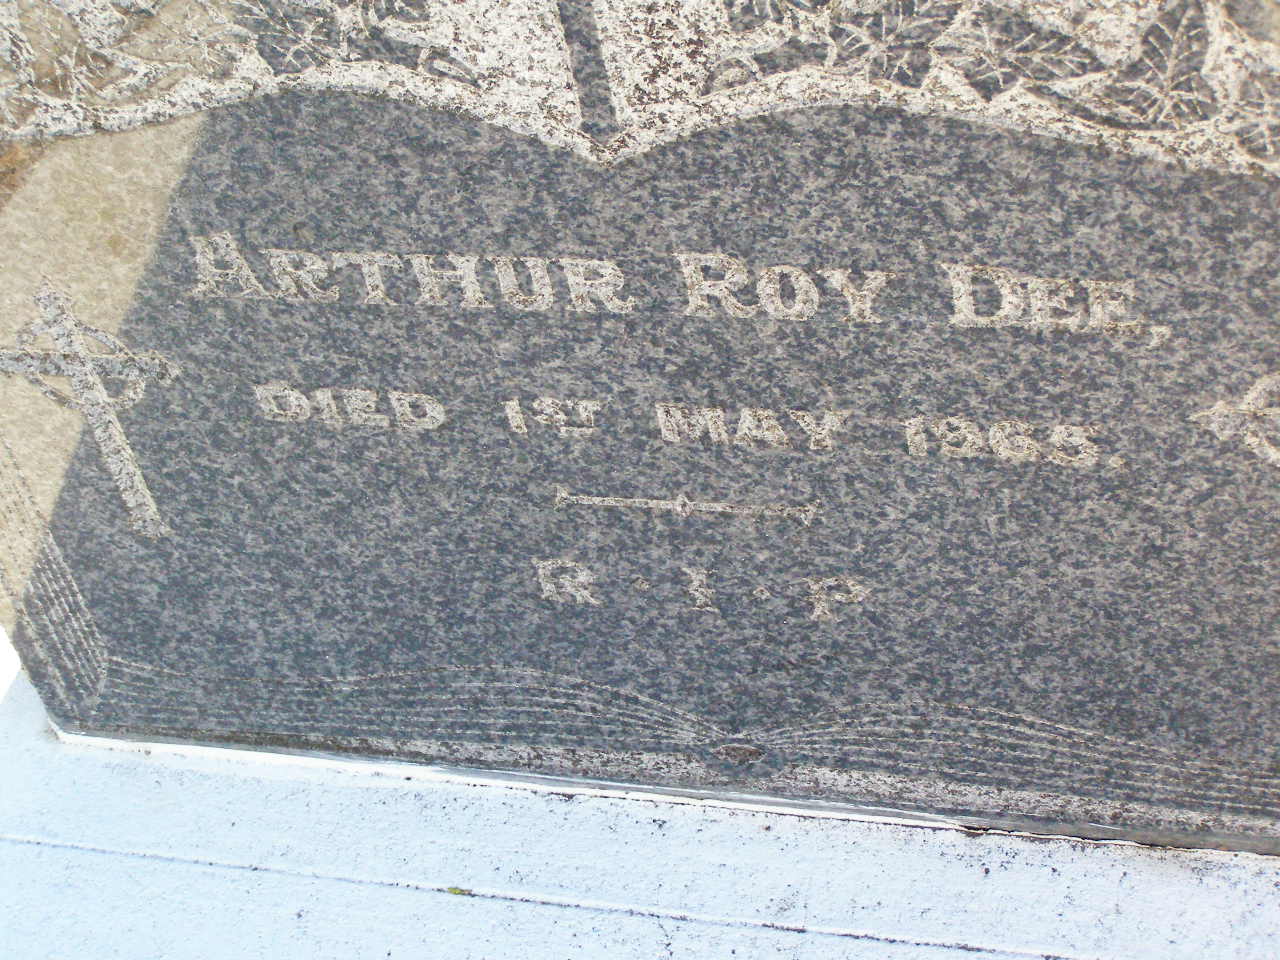 ARTHUR ROY DEE,
DIED 1ST MAY 1965.
R.I.P.